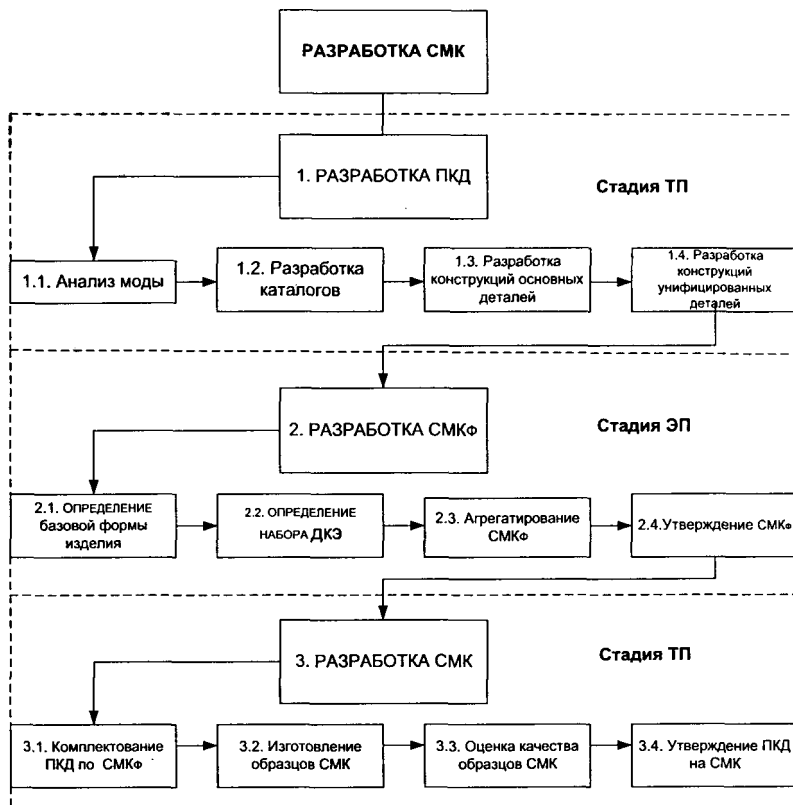 РАЗРАБОТКА СМК
1. РАЗРАБОТКА ПКД
Стадия ТП
1.1. Анализ моды
1.2. Разработка
каталогов
1.3. Разработка
конструкций основных
деталей
1.4. Разработка
конструкций
унифицированных
деталей
2. РАЗРАБОТКА СМКФ
Стадия ЭП
2.1. ОПРЕДЕЛЕНИЕ
базовой формы
изделия
2.2. ОПРЕДЕЛЕНИЕ
НАБОРА ДКЭ
2.3. Агрегатирование
СМКФ
2.4.Утверждение СМКФ
3. РАЗРАБОТКА СМК
Стадия ТП
3.1. Комплектование
ПКД по СМКФ
3.2. Изготовление
образцов СМК
3.3. Оценка качества
образцов СМК
3.4. Утверждение ПКД
на СМК